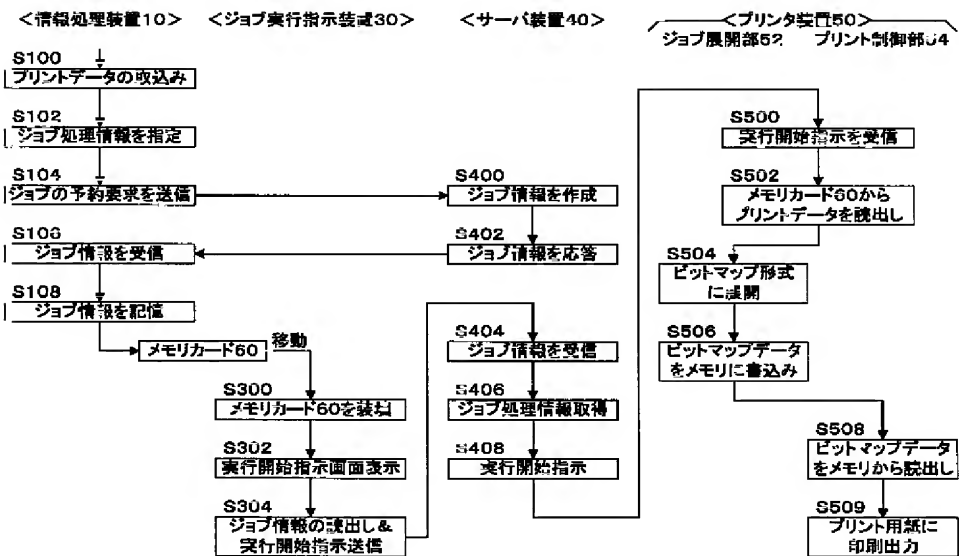 <情報処理装置10>
<ジョブ実行指示装置30>
<サーバ装置40>
<プリンタ装置50>
ジョブ展開部52
プリント制御部54
S100
プリントデータの取込み
S102
ジョブ処理情報を指定
S104
ジョブの予約要求を送信
S106
ジョブ情報を受信
S108
ジョブ情報を記憶
メモリカード60
移動
S300
メモリカード60を装填
S302
実行開始指示画面表示
S304
ジョブ情報の読出し&
実行開始指示送信
S400
ジョブ情報を作成
S402
ジョブ情報を応答
S404
ジョブ情報を受信
S406
ジョブ処理情報取得
S408
実行開始指示
S500
実行開始指示を受信
S502
メモリカード60から
プリントデータを読出し
S504
ビットマップ形式
に展開
S506
ビットマップデータ
をメモリに書込み
S508
ビットマップデータ
をメモリから読出し
S509
プリント用紙に
印刷出力